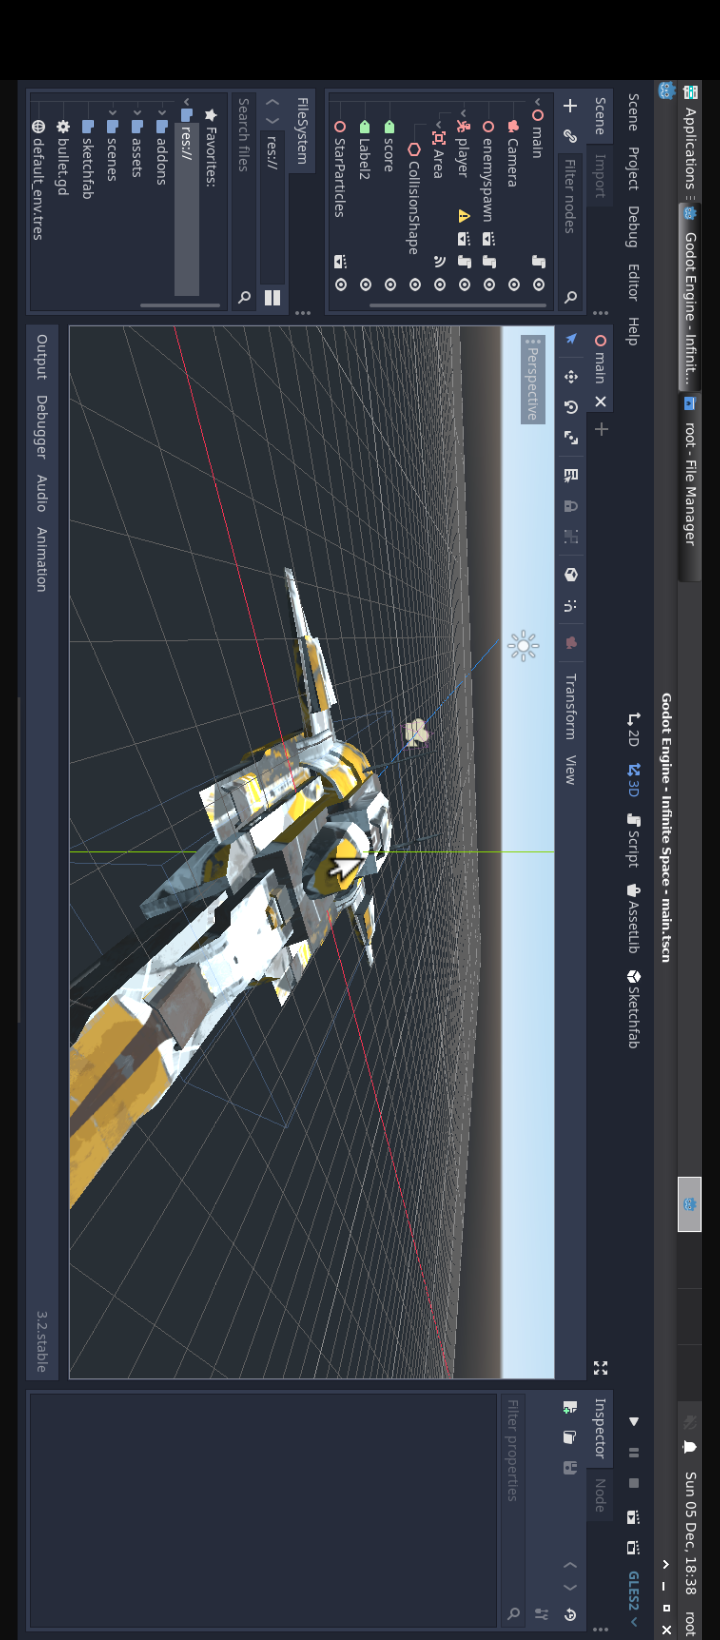 Applications
Godot Engine - Infinit...
root - File Manager
Sun 05 Dec, 18:38
root
Godot Engine - Infinite Space - main.tscn
Scene Project Debug Editor Help
2D 3D Script AssetLib Sketchfab
GLES2
Scene Import
Filter nodes
main
Camera
enemyspawn
player
Area
CollisionShape
score
Label2
StarParticles
FileSystem
res://
Search files
Favorites:
res://
addons
assets
scenes
sketchfab
bullet.gd
default_env.tres
main
Transform View
Perspective
Output Debugger Audio Animation
3.2.stable
Inspector Node
Filter properties